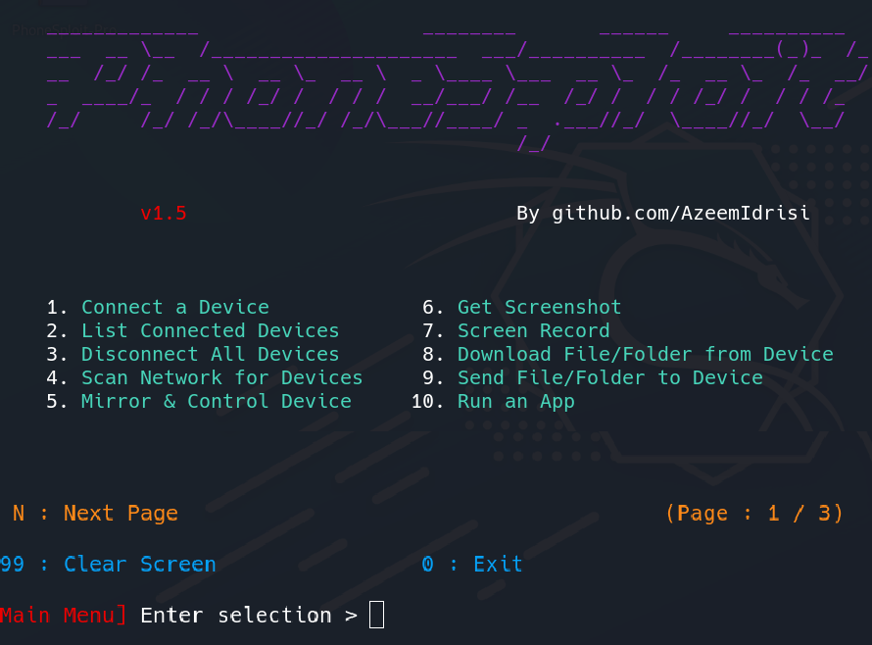 PhoneSploit
v1.5 By github.com/AzeemIdrisi
1. Connect a Device 6. Get Screenshot
2. List Connected Devices 7. Screen Record
3. Disconnect All Devices 8. Download File/Folder from Device
4. Scan Network for Devices 9. Send File/Folder to Device
5. Mirror & Control Device 10. Run an App
N : Next Page (Page : 1 / 3)
99 : Clear Screen 0 : Exit
Main Menu] Enter selection >